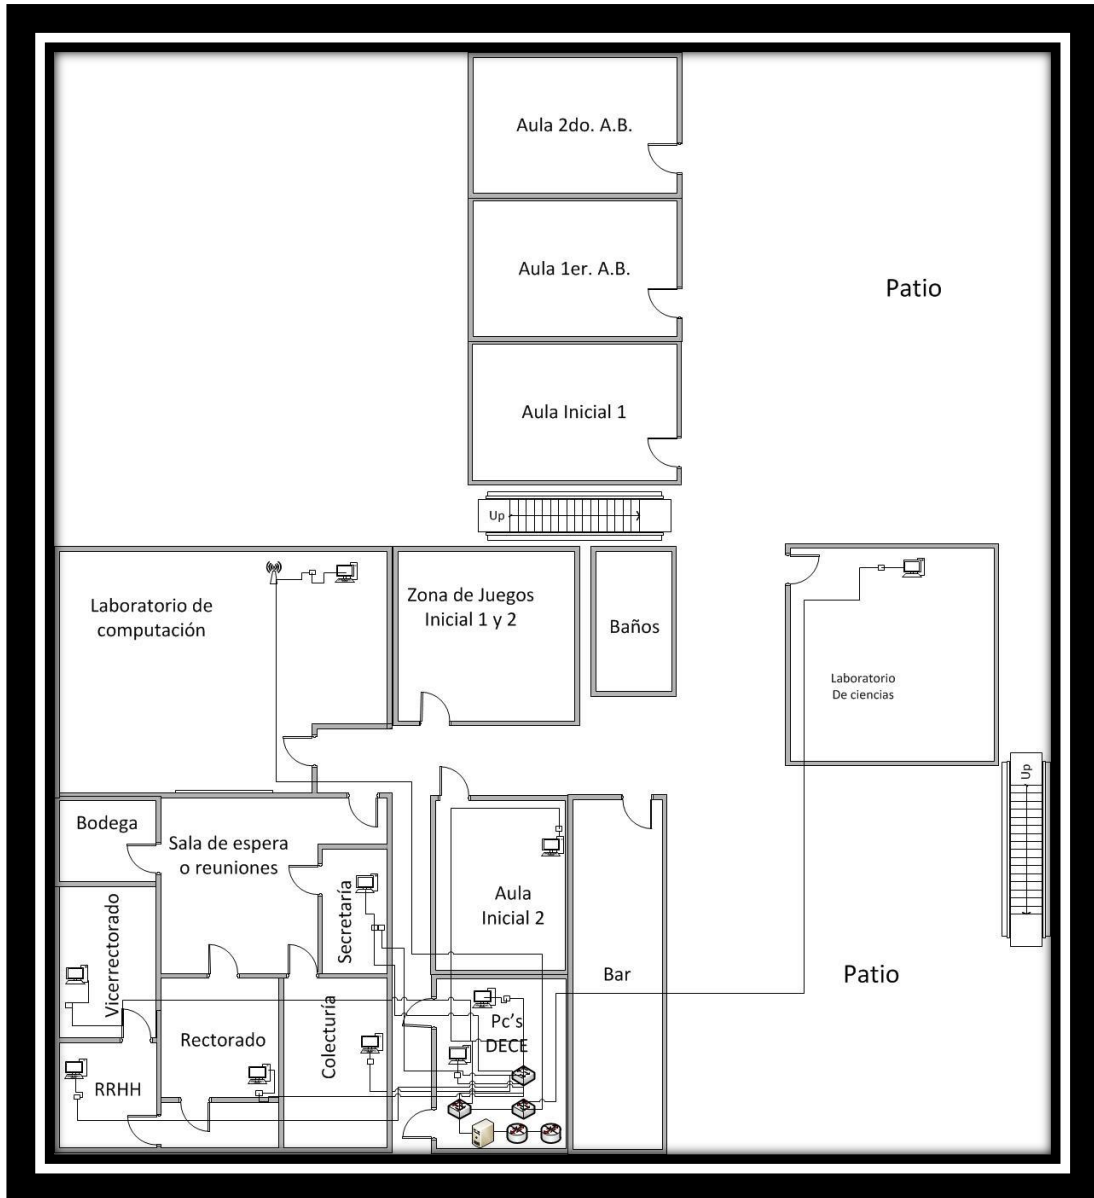 Aula 2do. A.B.
Aula 1er. A.B.
Patio
Aula Inicial 1
Up
Laboratorio de
computación
Zona de Juegos
Inicial 1 y 2
Baños
Laboratorio
De ciencias
Up
Bodega
Sala de espera
o reuniones
Secretaría
Aula
Inicial 2
Vicerrectorado
Bar
Patio
Rectorado
Colecturía
Pc's
DECE
RRHH